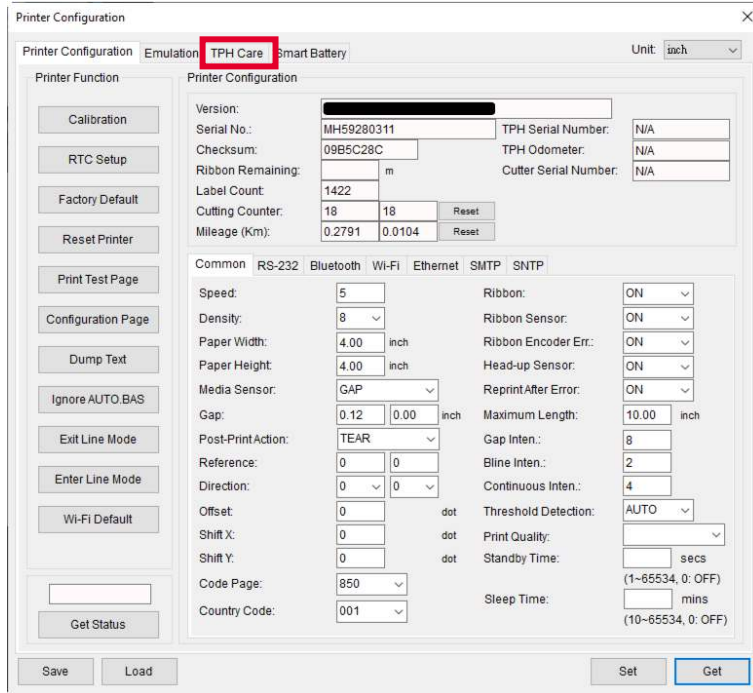 Printer Configuration
Printer Configuration Emulation TPH Care Smart Battery Unit: inch
Printer Function
Calibration
RTC Setup
Factory Default
Reset Printer
Print Test Page
Configuration Page
Dump Text
Ignore AUTO.BAS
Exit Line Mode
Enter Line Mode
Wi-Fi Default
Get Status
Printer Configuration
Version:
Serial No.: MH59280311 TPH Serial Number: N/A
Checksum: 09B5C28C TPH Odometer: N/A
Ribbon Remaining: m Cutter Serial Number: N/A
Label Count: 1422
Cutting Counter: 18 18 Reset
Mileage (Km): 0.2791 0.0104 Reset
Common RS-232 Bluetooth Wi-Fi Ethernet SMTP SNTP
Speed: 5 Ribbon: ON
Density: 8 Ribbon Sensor: ON
Paper Width: 4.00 inch Ribbon Encoder Err.: ON
Paper Height: 4.00 inch Head-up Sensor: ON
Media Sensor: GAP Reprint After Error: ON
Gap: 0.12 0.00 inch Maximum Length: 10.00 inch
Post-Print Action: TEAR Gap Inten.: 8
Reference: 0 0 Bline Inten.: 2
Direction: 0 0 Continuous Inten.: 4
Offset: 0 dot Threshold Detection: AUTO
Shift X: 0 dot Print Quality:
Shift Y: 0 dot Standby Time: secs
(1~65534, 0: OFF)
Code Page: 850 Sleep Time: mins
Country Code: 001 (10~65534, 0: OFF)
Save Load Set Get